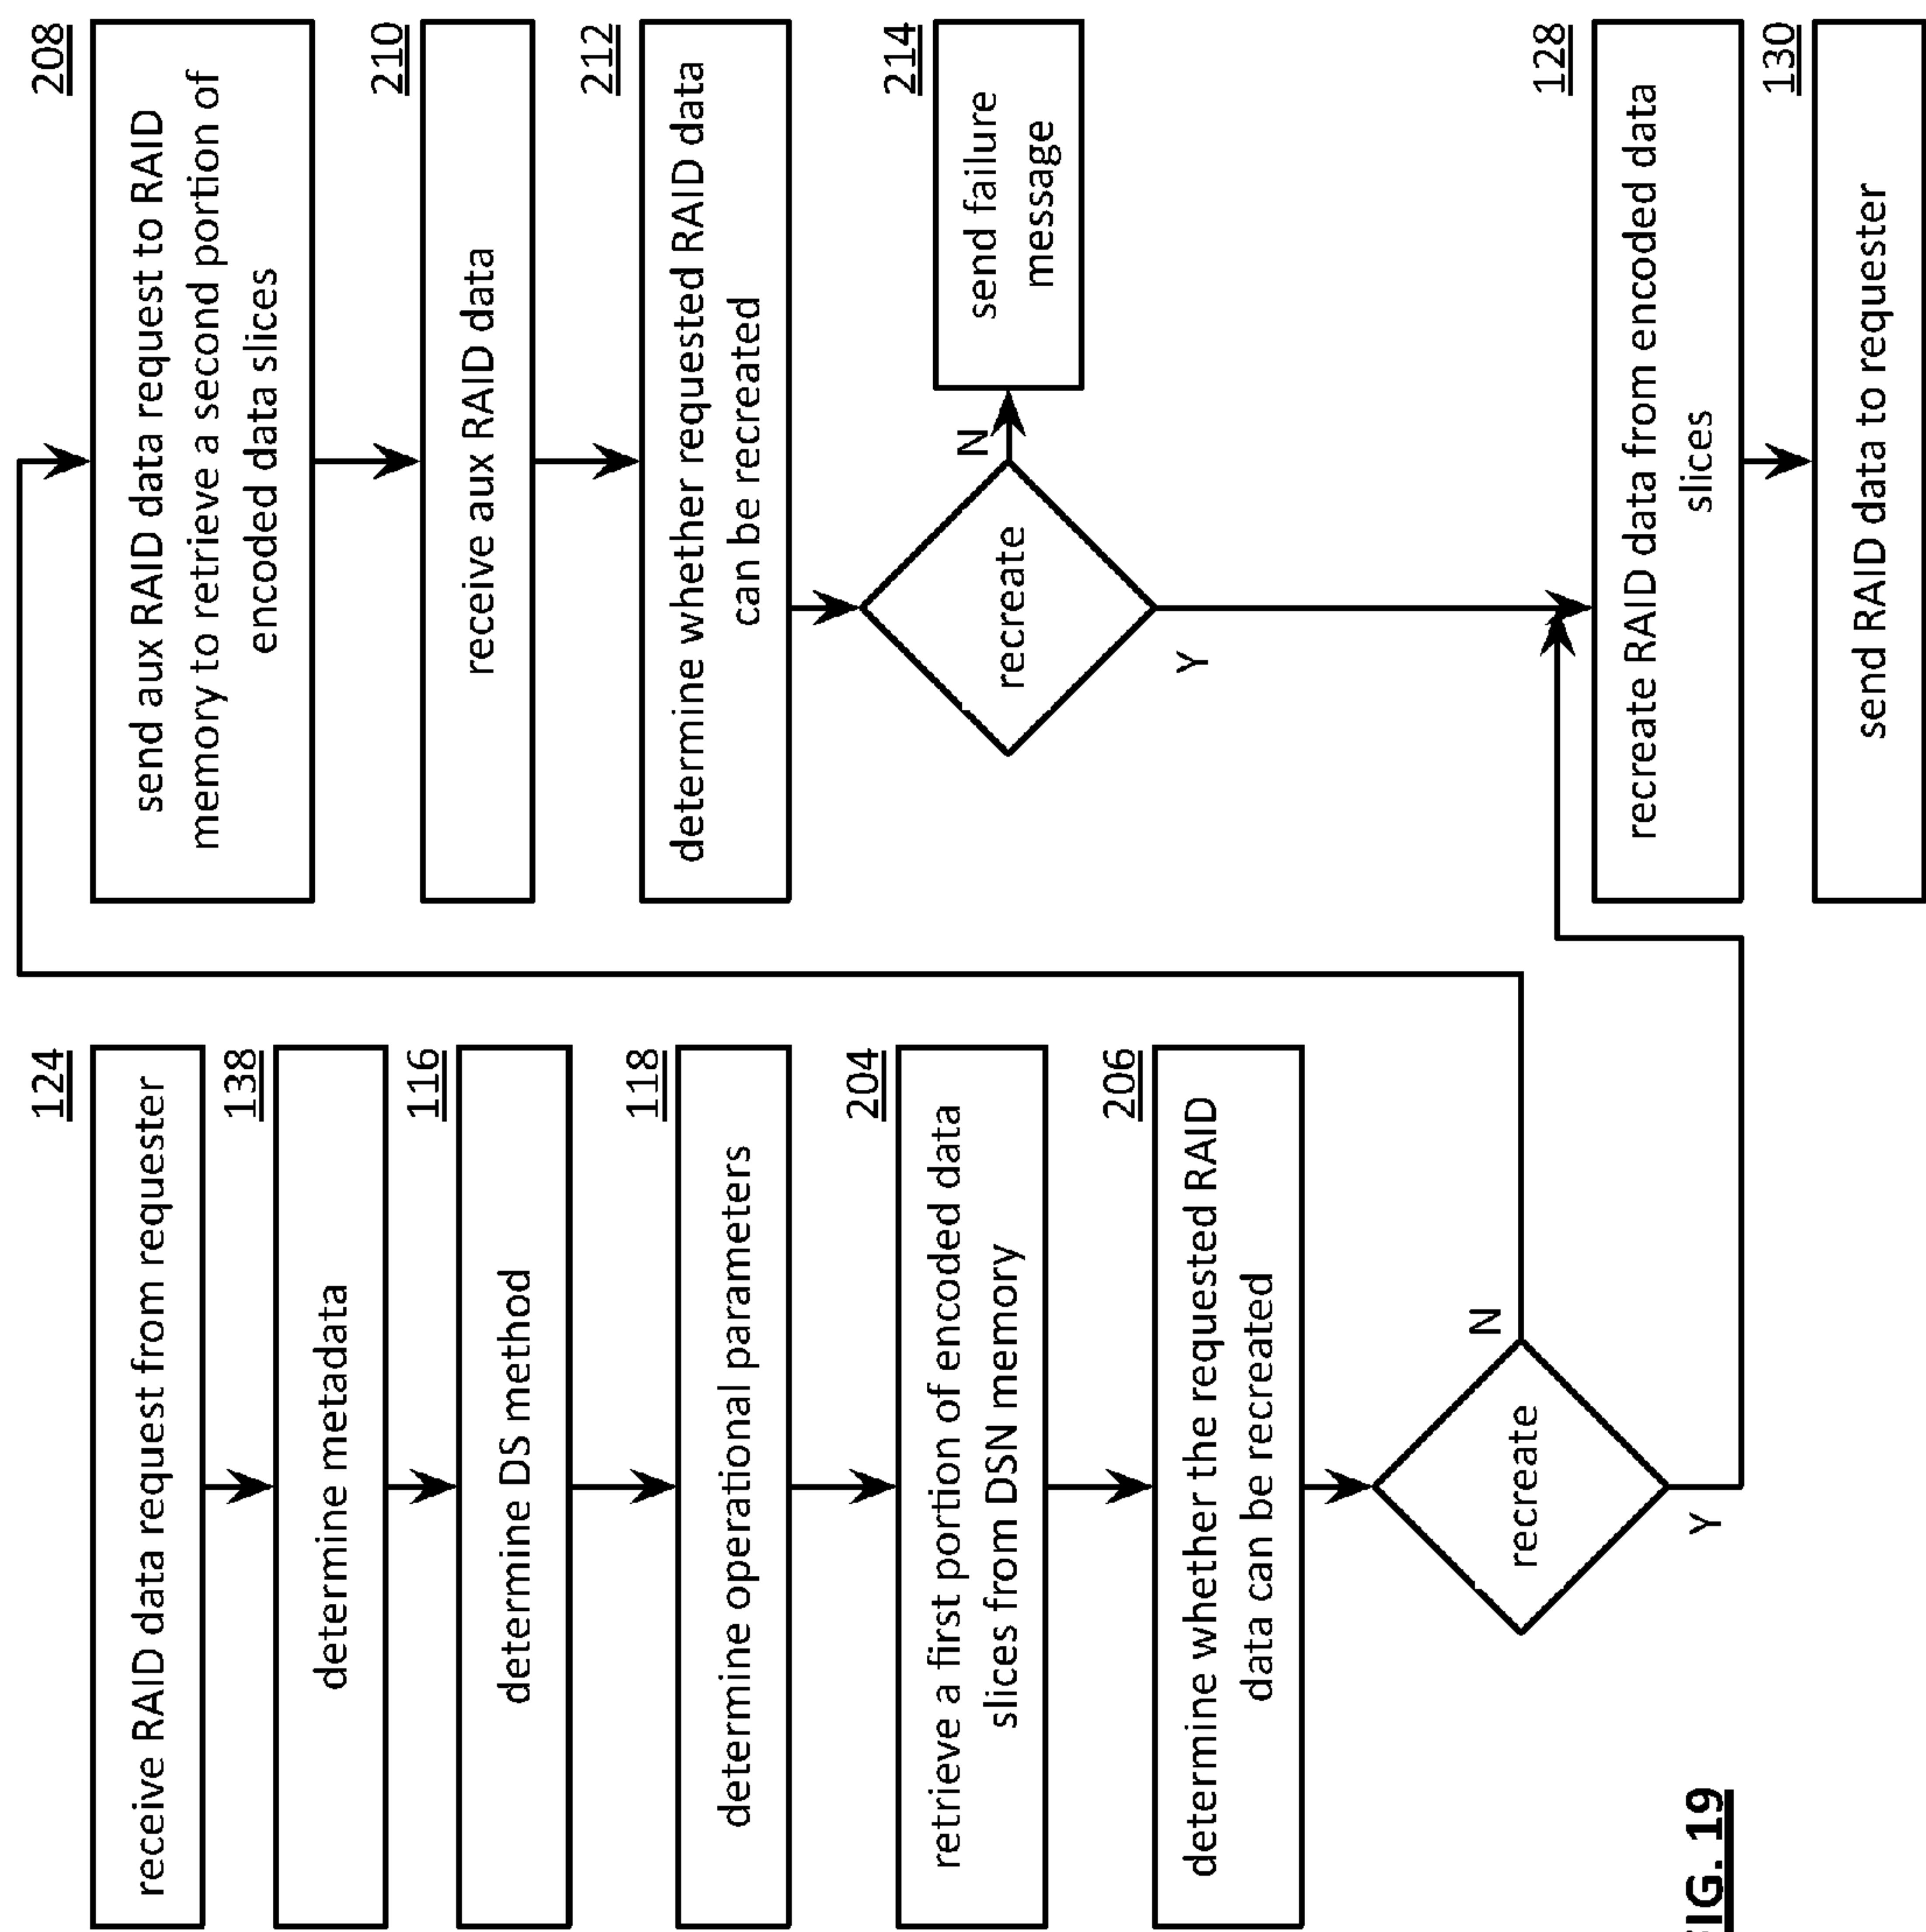 124
receive RAID data request from requester
138
determine metadata
116
determine DS method
118
determine operational parameters
204
retrieve a first portion of encoded data
slices from DSN memory
206
determine whether the requested RAID
data can be recreated
recreate
N
Y
208
send aux RAID data request to RAID
memory to retrieve a second portion of
encoded data slices
210
receive aux RAID data
212
determine whether requested RAID data
can be recreated
recreate
N
214
send failure
message
Y
128
recreate RAID data from encoded data
slices
130
send RAID data to requester
FIG. 19